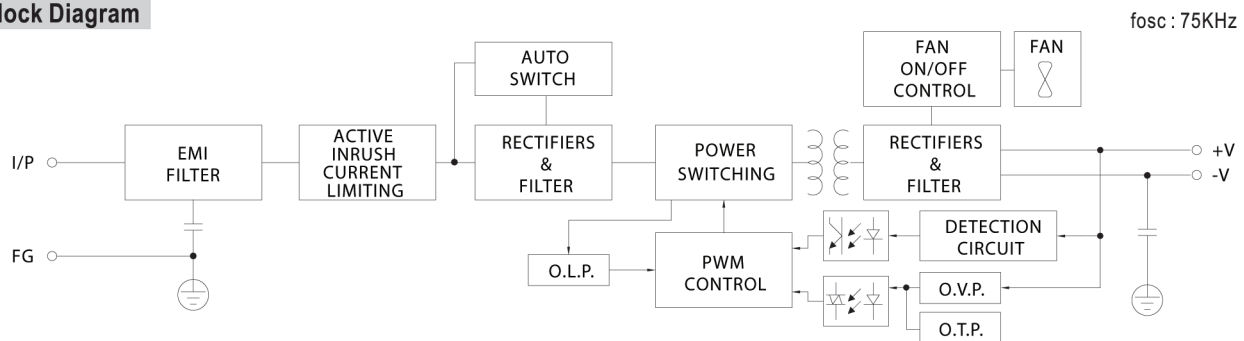 lock Diagram
fosc : 75KHz
AUTO
SWITCH
FAN
ON/OFF
CONTROL
FAN
I/P
EMI
FILTER
ACTIVE
INRUSH
CURRENT
LIMITING
RECTIFIERS
&
FILTER
POWER
SWITCHING
RECTIFIERS
&
FILTER
+V
-V
FG
O.L.P.
PWM
CONTROL
DETECTION
CIRCUIT
O.V.P.
O.T.P.